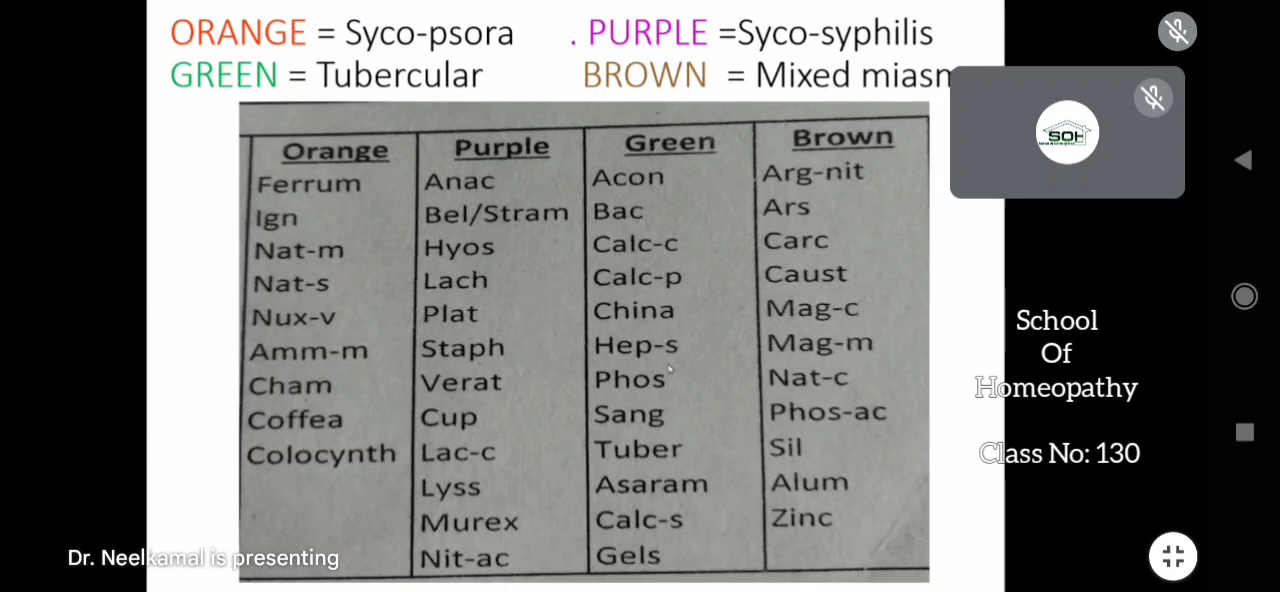 ORANGE = Syco-psora . PURPLE =Syco-syphilis
GREEN = Tubercular BROWN = Mixed miasm
Orange Purple Green Brown
Ferrum Anac Acon Arg-nit
Ign Bel/Stram Bac Ars
Nat-m Hyos Calc-c Carc
Nat-s Lach Calc-p Caust
Nux-v Plat China Mag-c
Amm-m Staph Hep-s Mag-m
Cham Verat Phos Nat-c
Coffea Cup Sang Phos-ac
Colocynth Lac-c Tuber Sil
Lyss Asaram Alum
Murex Calc-s Zinc
Nit-ac Gels
SOH
School
Of
Homeopathy
Class No: 130
Dr. Neelkamal is presenting